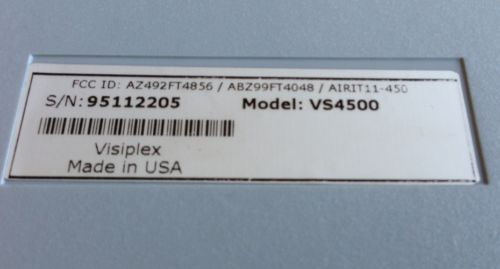 FCC ID: AZ492FT4856 / ABZ99FT4048 / AIRIT11-450
S/N: 95112205 Model: VS4500
Visiplex
Made in USA